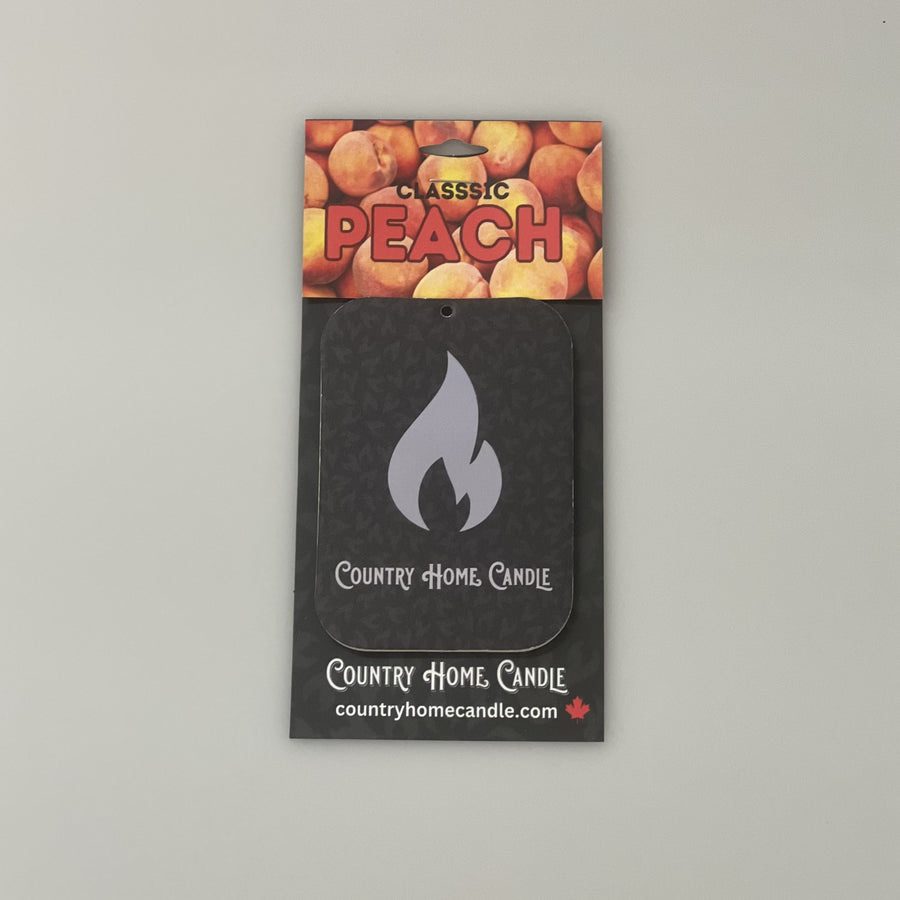 CLASSSIC
PEACH
COUNTRY HOME CANDLE
COUNTRY HOME CANDLE
countryhomecandle.com